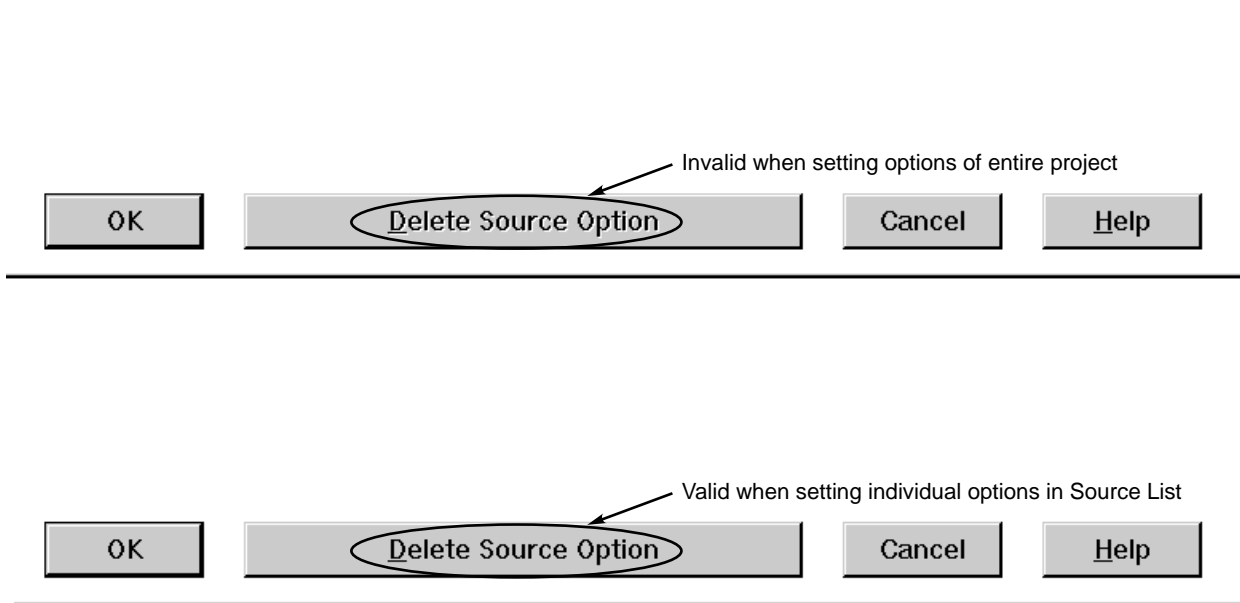 Invalid when setting options of entire project
OK Delete Source Option Cancel Help
Valid when setting individual options in Source List
OK Delete Source Option Cancel Help